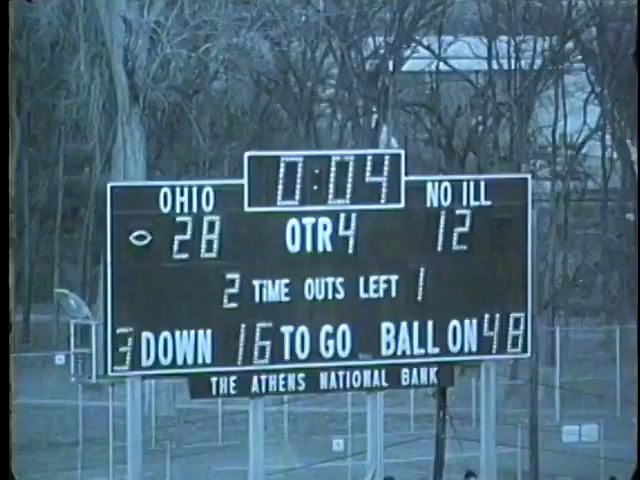 0:04
OHIO NO ILL
28 QTR 4 12
2 TIME OUTS LEFT 1
3 DOWN 16 TO GO BALL ON 48
THE ATHENS NATIONAL BANK